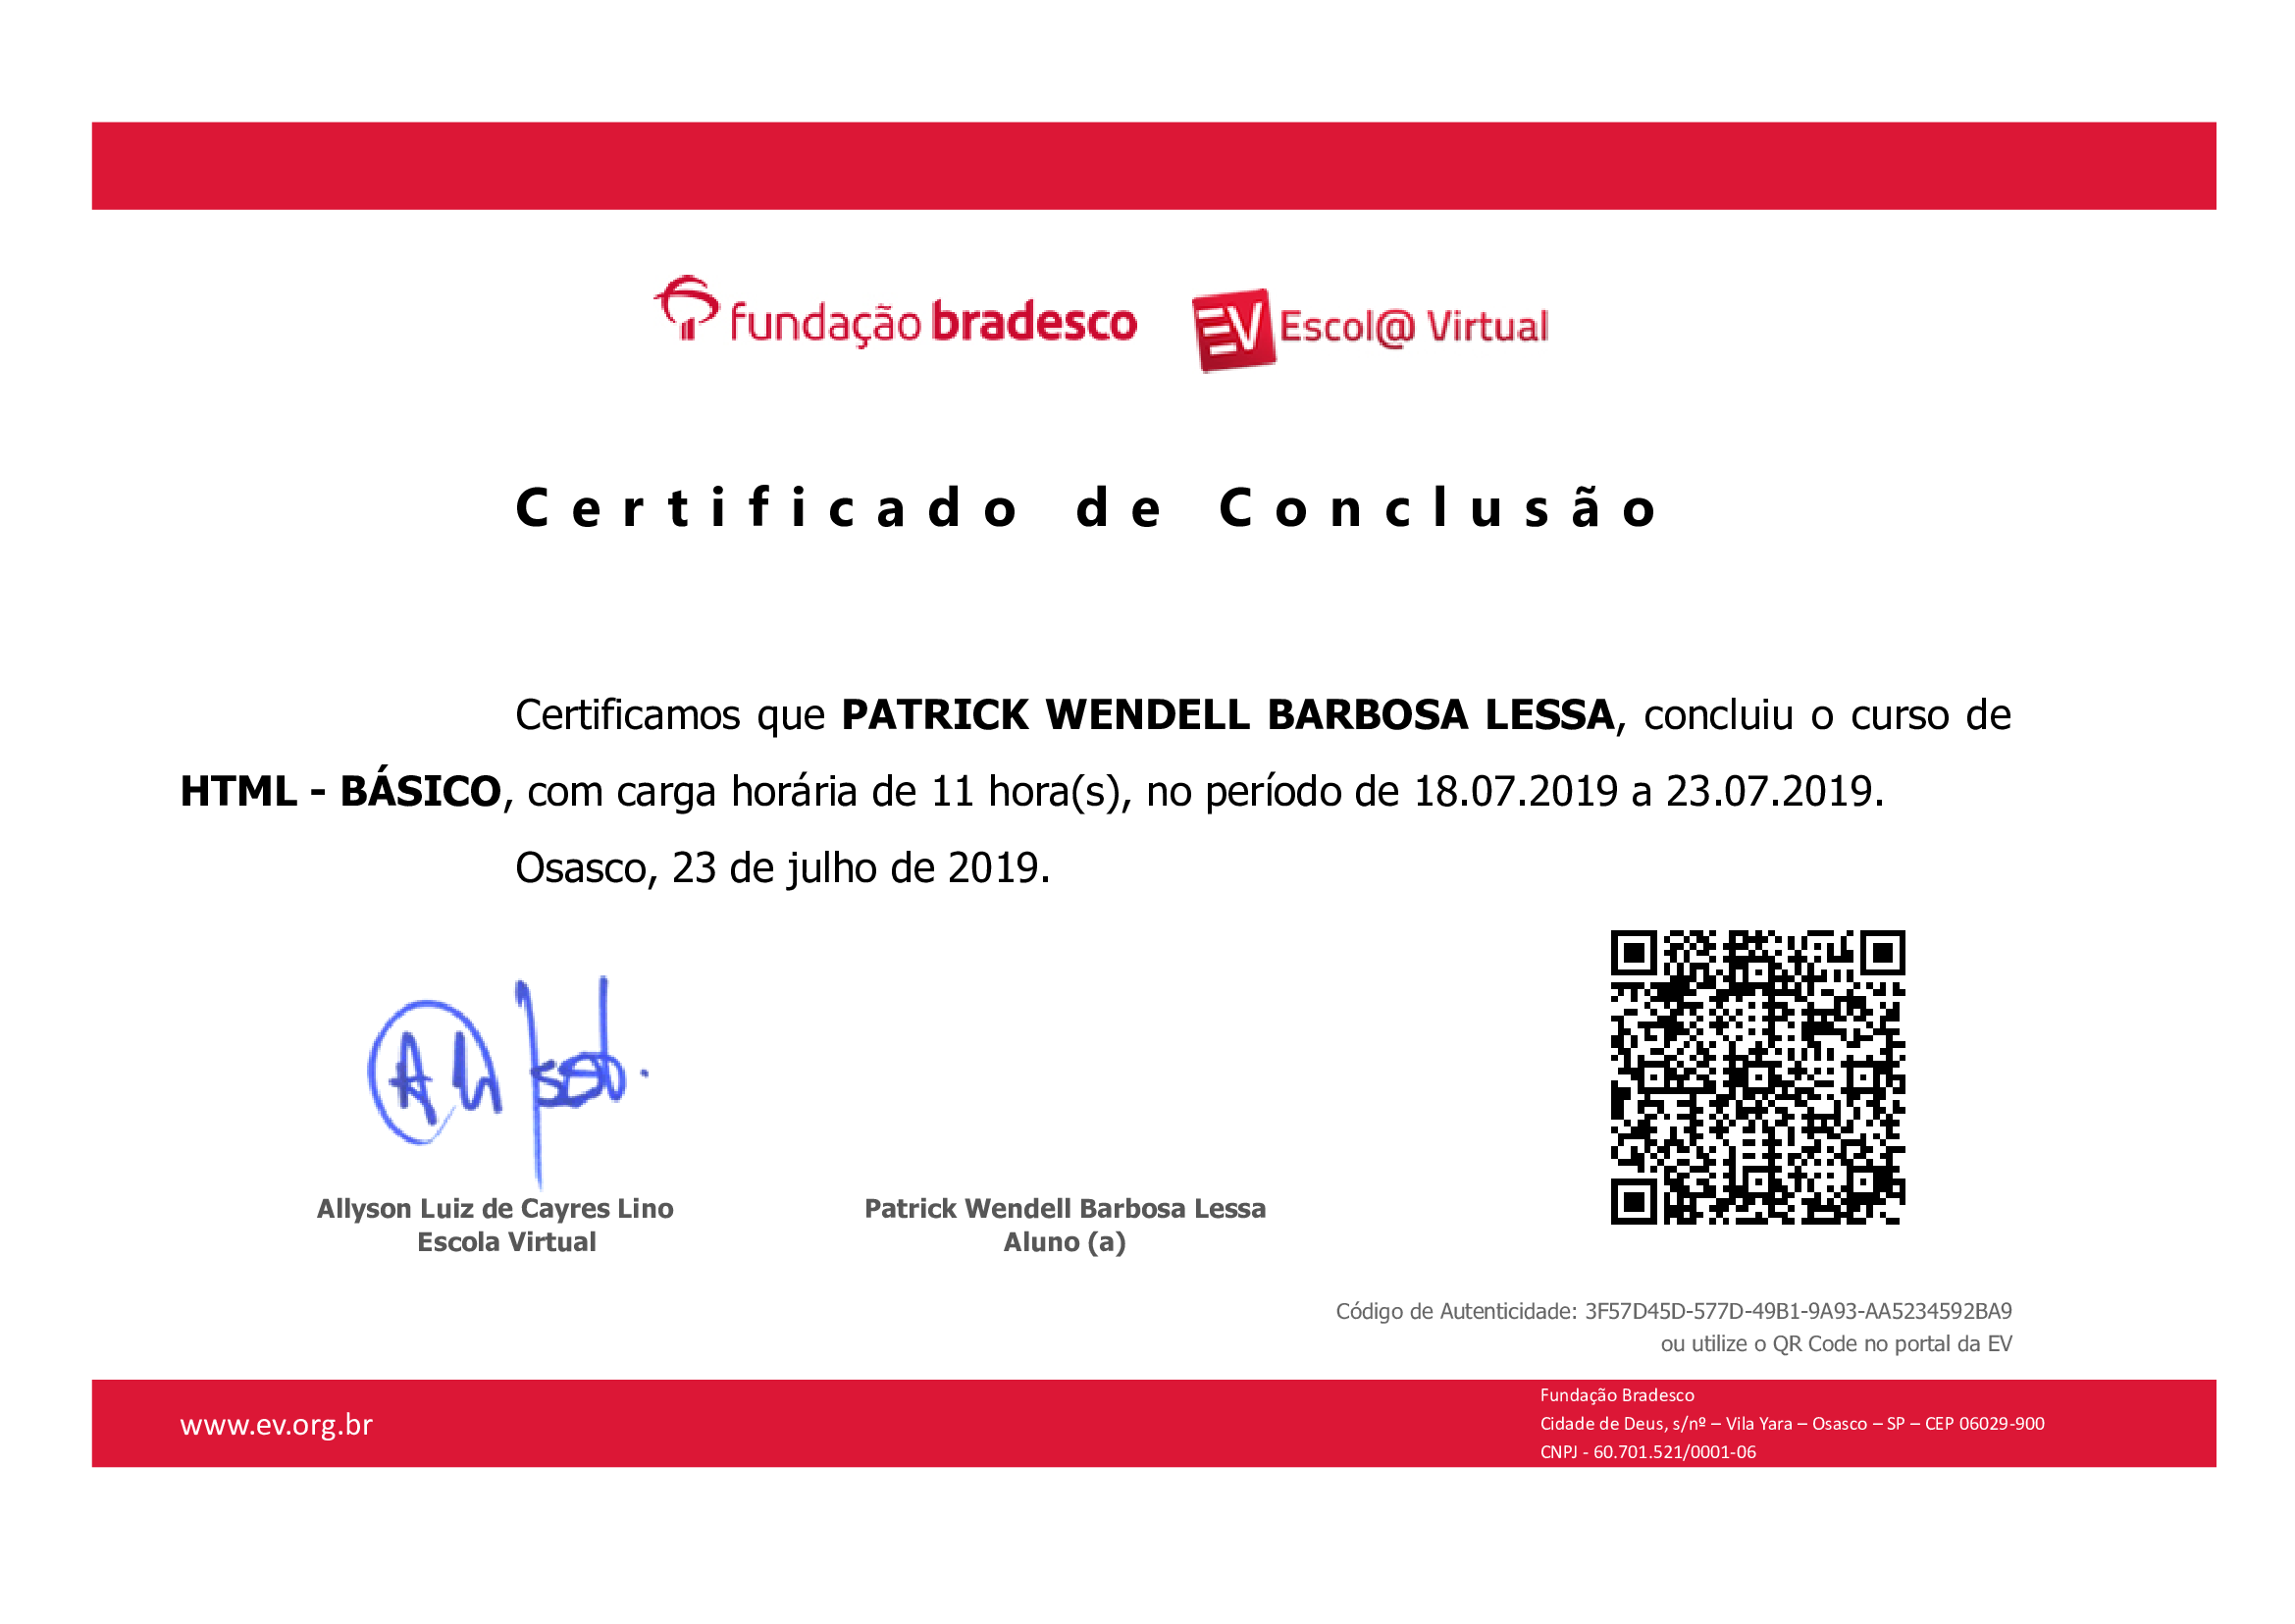 fundação bradesco EV Escol@ Virtual
Certificado de Conclusão
Certificamos que PATRICK WENDELL BARBOSA LESSA, concluiu o curso de
HTML - BÁSICO, com carga horária de 11 hora(s), no período de 18.07.2019 a 23.07.2019.
Osasco, 23 de julho de 2019.
Allyson Luiz de Cayres Lino
Escola Virtual
Patrick Wendell Barbosa Lessa
Aluno (a)
Código de Autenticidade: 3F57D45D-577D-49B1-9A93-AA5234592BA9
ou utilize o QR Code no portal da EV
www.ev.org.br
Fundação Bradesco
Cidade de Deus, s/nº – Vila Yara – Osasco – SP – CEP 06029-900
CNPJ - 60.701.521/0001-06